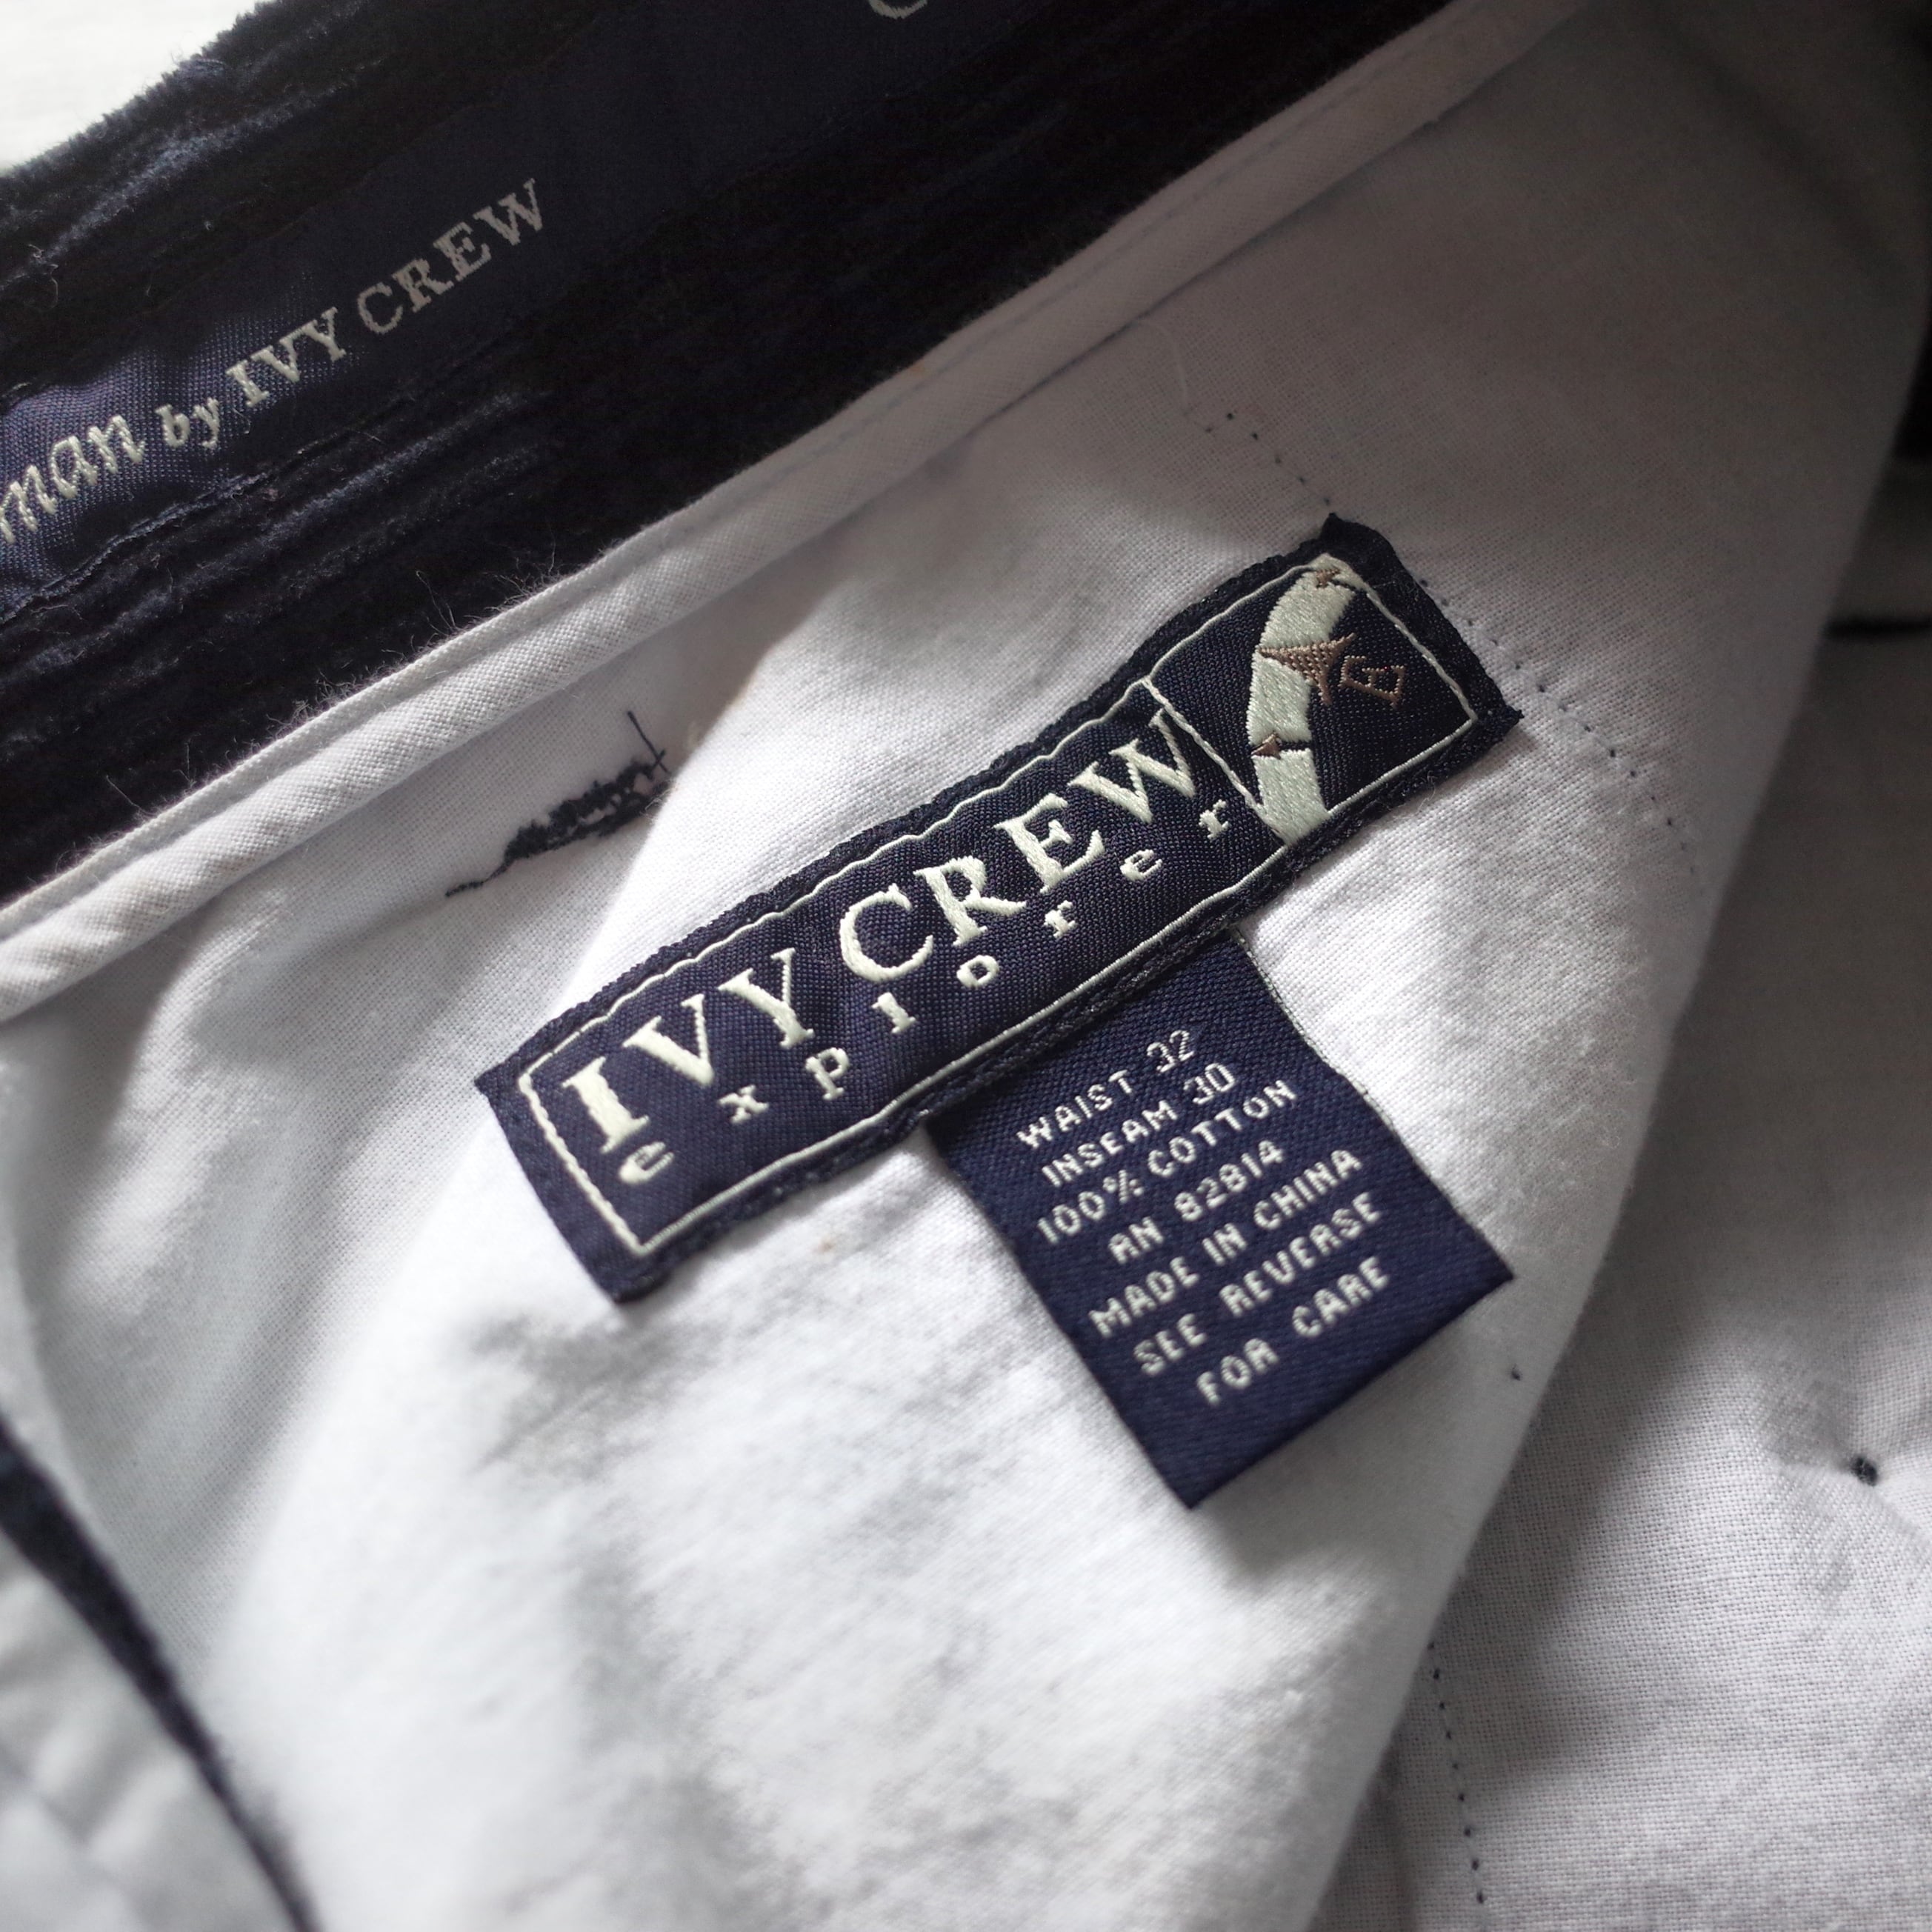 man by IVY CREW
E
IVY CREW
explorer
WAIST 32
INSEAM 30
100% COTTON
AN 82814
MADE IN CHINA
SEE REVERSE
FOR CARE